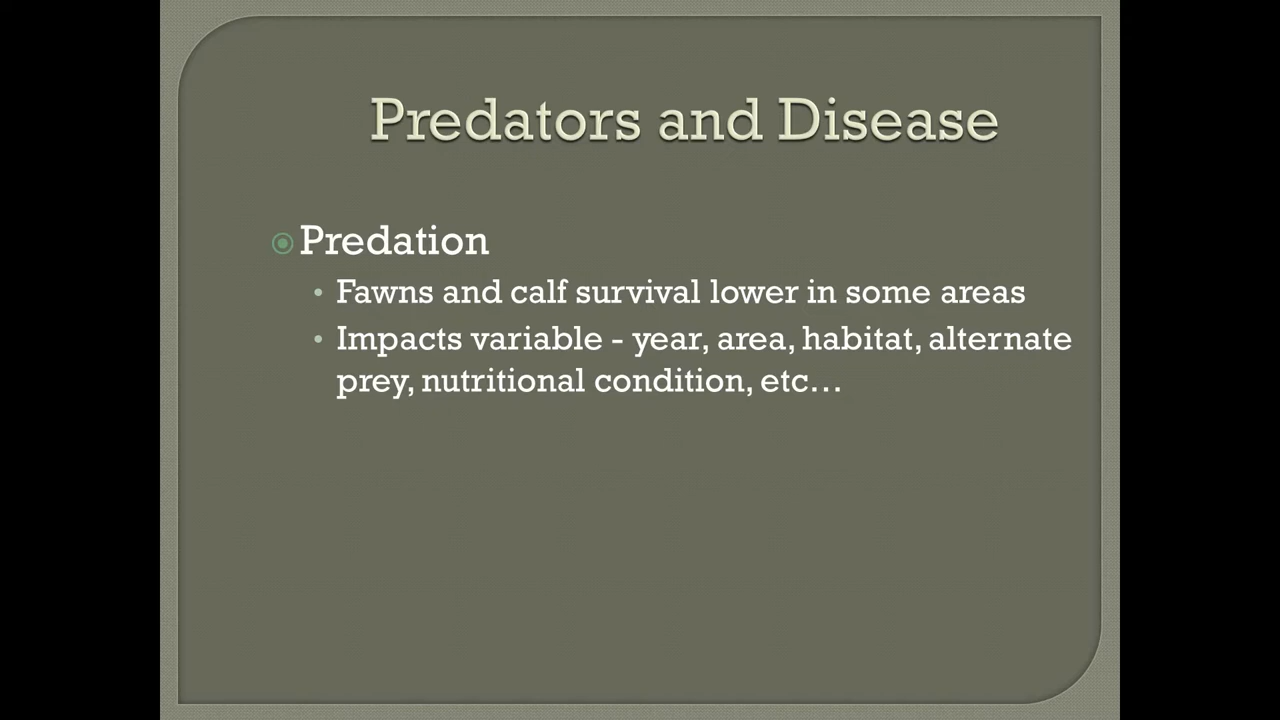 Predators and Disease
Predation
Fawns and calf survival lower in some areas
Impacts variable - year, area, habitat, alternate
prey, nutritional condition, etc…